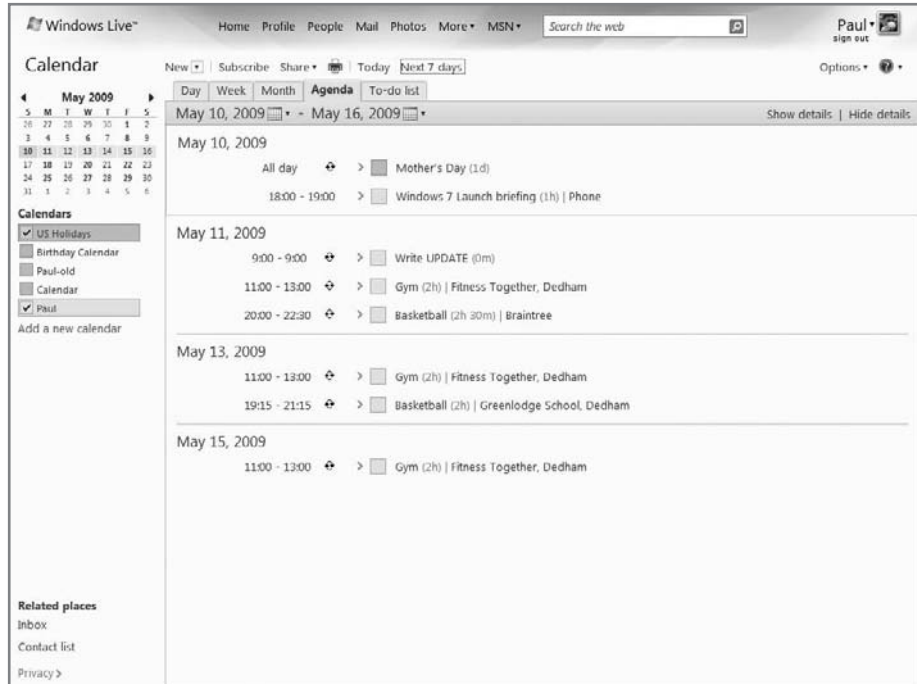 Windows Live™ Home Profile People Mail Photos More MSN Search the web Paul
sign out
Calendar New Subscribe Share Today Next 7 days Options
Day Week Month Agenda To-do list
May 10, 2009 - May 16, 2009 Show details | Hide details
May 2009
S M T W T F S
26 27 28 29 30 1 2
3 4 5 6 7 8 9
10 11 12 13 14 15 16
17 18 19 20 21 22 23
24 25 26 27 28 29 30
31 1 2 3 4 5 6
Calendars
US Holidays
Birthday Calendar
Paul-old
Calendar
Paul
Add a new calendar
May 10, 2009
All day > Mother's Day (1d)
18:00 - 19:00 > Windows 7 Launch briefing (1h) | Phone
May 11, 2009
9:00 - 9:00 > Write UPDATE (0m)
11:00 - 13:00 > Gym (2h) | Fitness Together, Dedham
20:00 - 22:30 > Basketball (2h 30m) | Braintree
May 13, 2009
11:00 - 13:00 > Gym (2h) | Fitness Together, Dedham
19:15 - 21:15 > Basketball (2h) | Greenlodge School, Dedham
May 15, 2009
11:00 - 13:00 > Gym (2h) | Fitness Together, Dedham
Related places
Inbox
Contact list
Privacy >